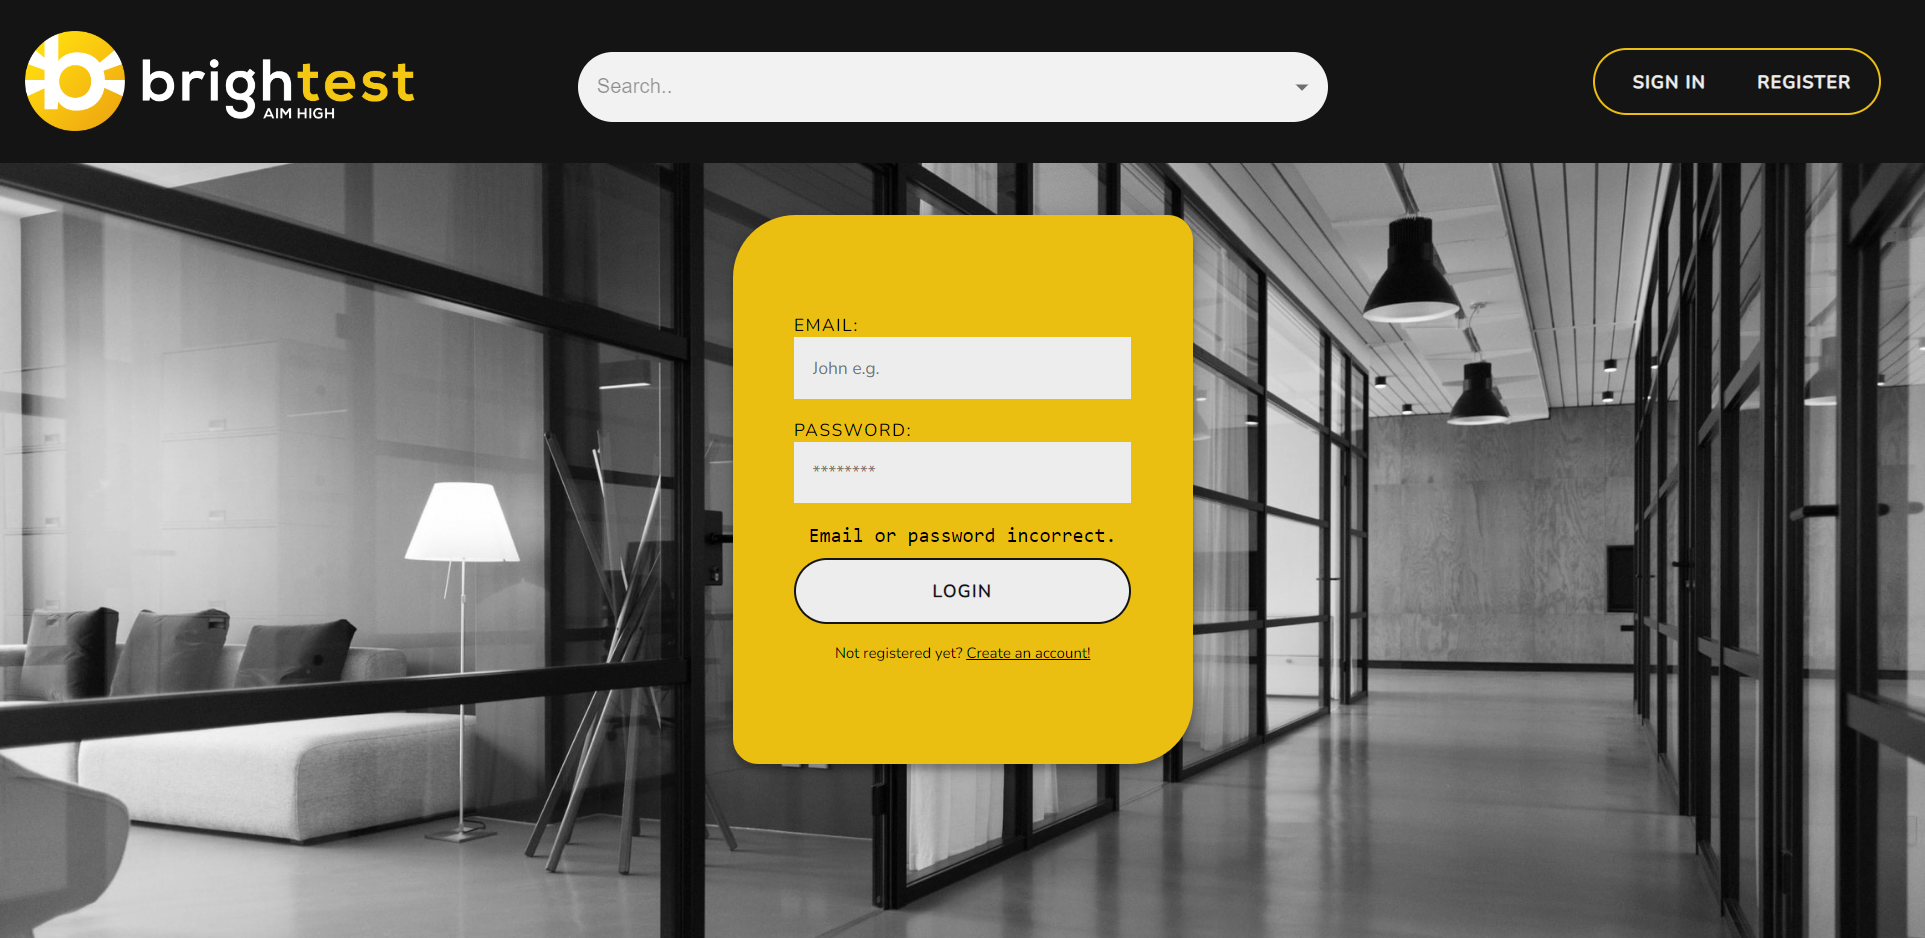 brightest
AIM HIGH
Search..
SIGN IN REGISTER
EMAIL:
John e.g.
PASSWORD:
********
Email or password incorrect.
LOGIN
Not registered yet? Create an account!